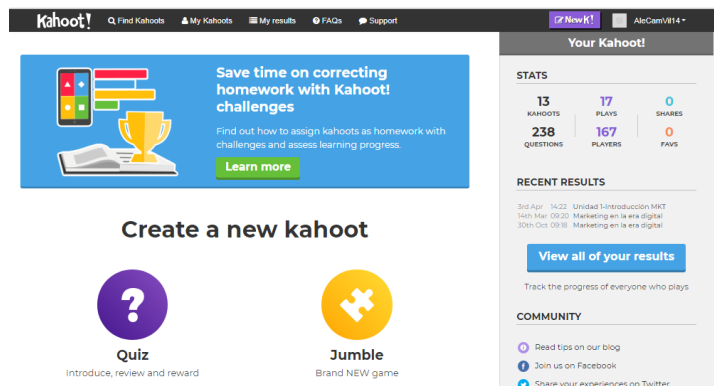 Kahoot! Find Kahoots My Kahoots My results FAQs Support New K! AleCamVil14
Save time on correcting
homework with Kahoot!
challenges
Find out how to assign kahoots as homework with
challenges and assess learning progress.
Learn more
Create a new kahoot
Quiz
Introduce, review and reward
Jumble
Brand NEW game
Your Kahoot!
STATS
13 17 0
KAHOOTS PLAYS SHARES
238 167 0
QUESTIONS PLAYERS FAVS
RECENT RESULTS
3rd Apr 14:22 Unidad 1-Introducción MKT
14th Mar 09:20 Marketing en la era digital
30th Oct 09:18 Marketing en la era digital
View all of your results
Track the progress of everyone who plays
COMMUNITY
Read tips on our blog
Join us on Facebook
Share your experiences on Twitter